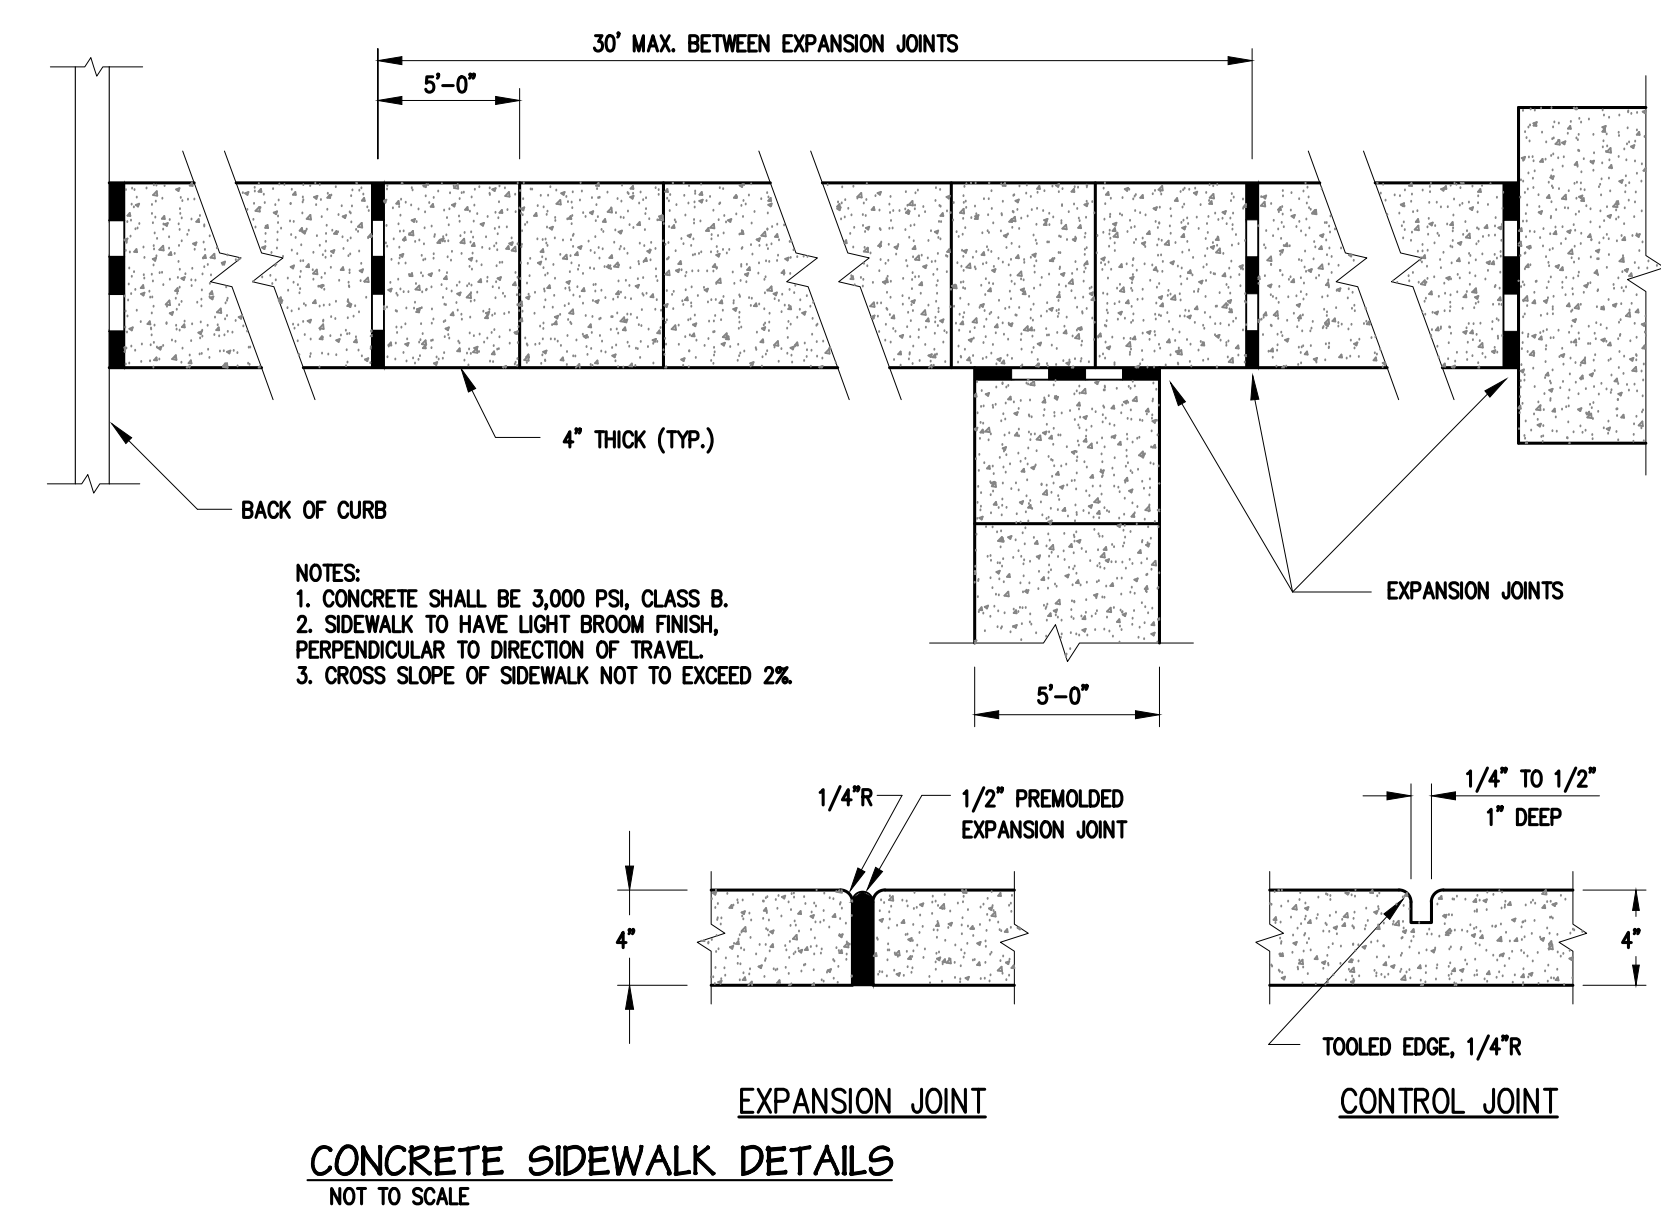 30' MAX. BETWEEN EXPANSION JOINTS
5'-0"
4" THICK (TYP.)
BACK OF CURB
NOTES:
1. CONCRETE SHALL BE 3,000 PSI, CLASS B.
2. SIDEWALK TO HAVE LIGHT BROOM FINISH,
PERPENDICULAR TO DIRECTION OF TRAVEL.
3. CROSS SLOPE OF SIDEWALK NOT TO EXCEED 2%.
EXPANSION JOINTS
5'-0"
1/4"R
1/2" PREMOLDED
EXPANSION JOINT
4"
EXPANSION JOINT
1/4" TO 1/2"
1" DEEP
4"
TOOLED EDGE, 1/4"R
CONTROL JOINT
CONCRETE SIDEWALK DETAILS
NOT TO SCALE